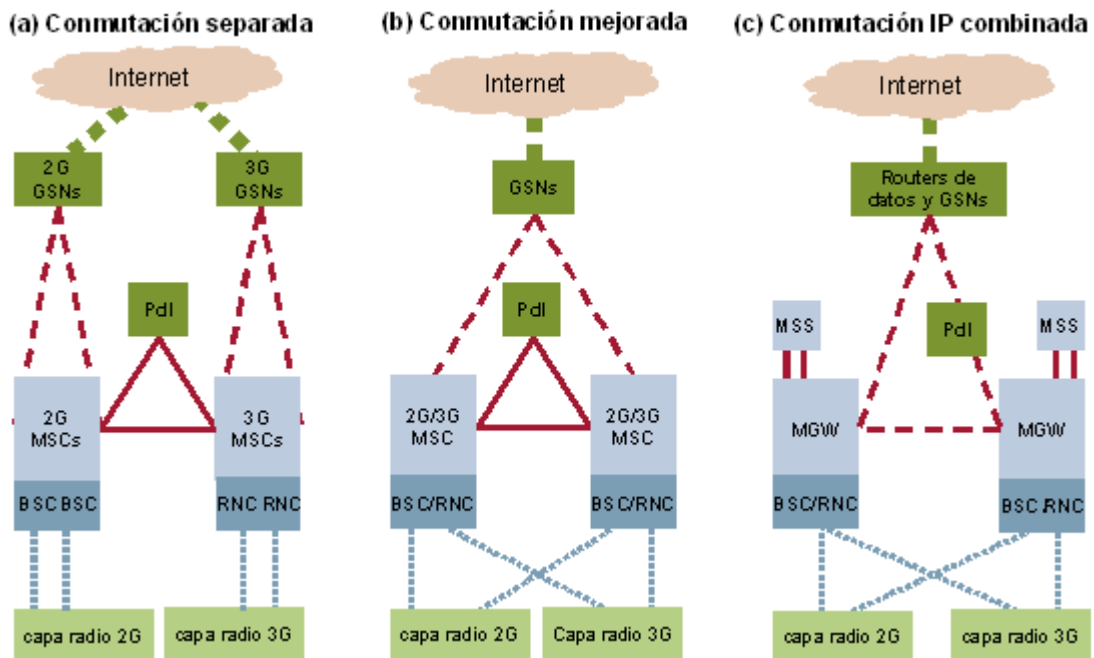 (a) Conmutación separada
(b) Conmutación mejorada
(c) Conmutación IP combinada
Internet
Internet
Internet
2G
GSNs
3G
GSNs
GSNs
Routers de
datos y GSNs
PdI
PdI
PdI
MSS
MSS
2G
MSCs
3G
MSCs
2G/3G
MSC
2G/3G
MSC
MGW
MGW
BSC BSC
RNC RNC
BSC/RNC
BSC/RNC
BSC/RNC
BSC/RNC
capa radio 2G
capa radio 3G
capa radio 2G
Capa radio 3G
capa radio 2G
capa radio 3G